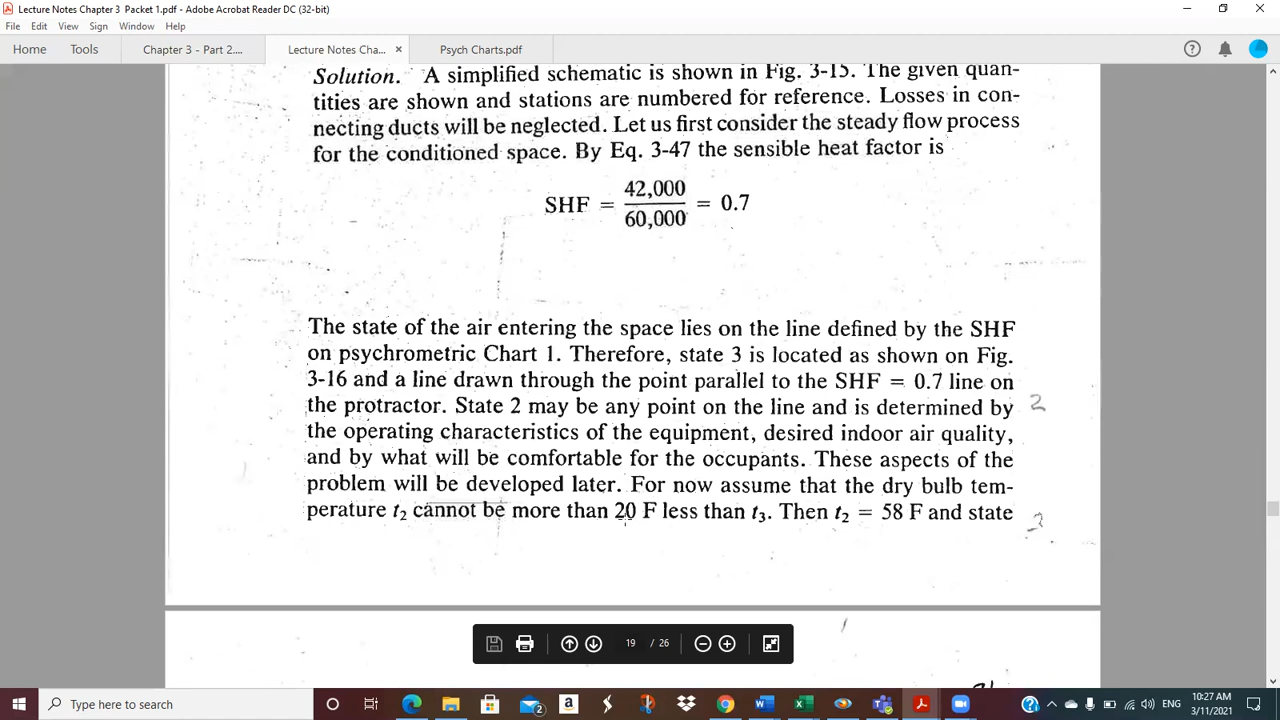 Lecture Notes Chapter 3 Packet 1.pdf - Adobe Acrobat Reader DC (32-bit)
File Edit View Sign Window Help
Home Tools Chapter 3 - Part 2.... Lecture Notes Cha... × Psych Charts.pdf
Solution. A simplified schematic is shown in Fig. 3-15. The given quan-
tities are shown and stations are numbered for reference. Losses in con-
necting ducts will be neglected. Let us first consider the steady flow process
for the conditioned space. By Eq. 3-47 the sensible heat factor is
SHF = 42,000 / 60,000 = 0.7
The state of the air entering the space lies on the line defined by the SHF
on psychrometric Chart 1. Therefore, state 3 is located as shown on Fig.
3-16 and a line drawn through the point parallel to the SHF = 0.7 line on
the protractor. State 2 may be any point on the line and is determined by
2
the operating characteristics of the equipment, desired indoor air quality,
and by what will be comfortable for the occupants. These aspects of the
problem will be developed later. For now assume that the dry bulb tem-
perature t₂ cannot be more than 20 F less than t₃. Then t₂ = 58 F and state
3
19 / 26
Type here to search
2
10:27 AM
3/11/2021